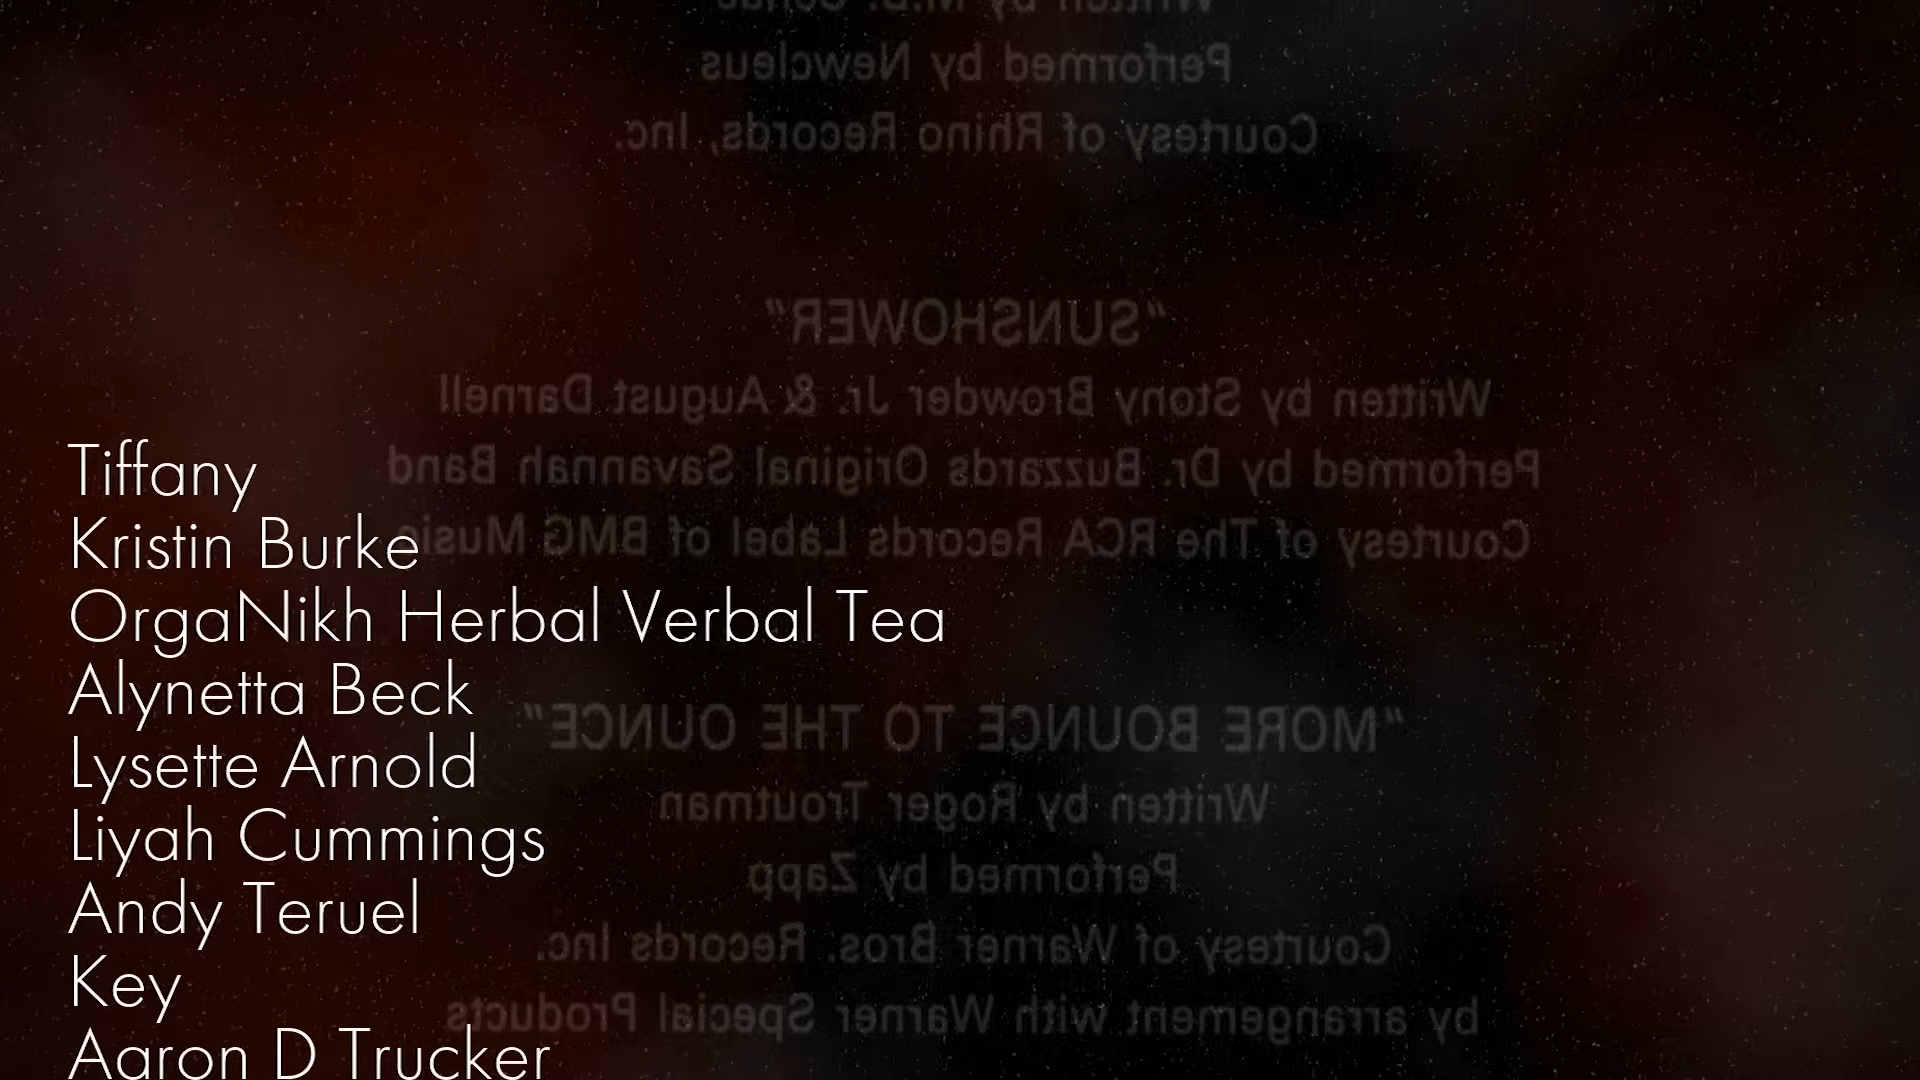 Performed by Newcleus
Courtesy of Rhino Records, Inc.
"SUNSHOWER"
Written by Stony Browder Jr. & August Darnell
Performed by Dr. Buzzards Original Savannah Band
Courtesy of The RCA Records Label of BMG Music
"MORE BOUNCE TO THE OUNCE"
Written by Roger Troutman
Performed by Zapp
Courtesy of Warner Bros. Records Inc.
by arrangement with Warner Special Products
Tiffany
Kristin Burke
OrgaNikh Herbal Verbal Tea
Alynetta Beck
Lysette Arnold
Liyah Cummings
Andy Teruel
Key
Aaron D Trucker